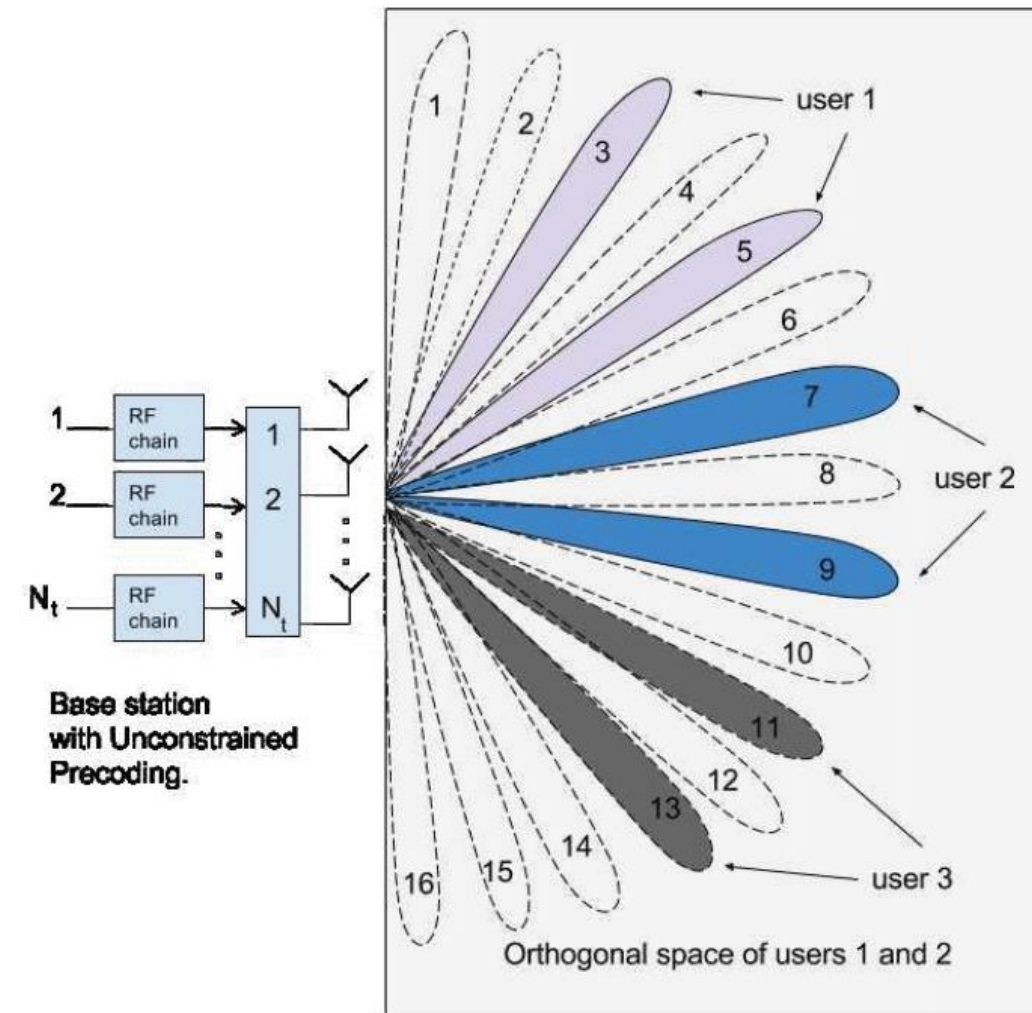 1
2
3
user 1
4
5
6
7
8
user 2
9
10
11
12
13
14
15
16
user 3
Orthogonal space of users 1 and 2
1
RF
chain
1
2
RF
chain
2
N_t
RF
chain
N_t
Base station
with Unconstrained
Precoding.